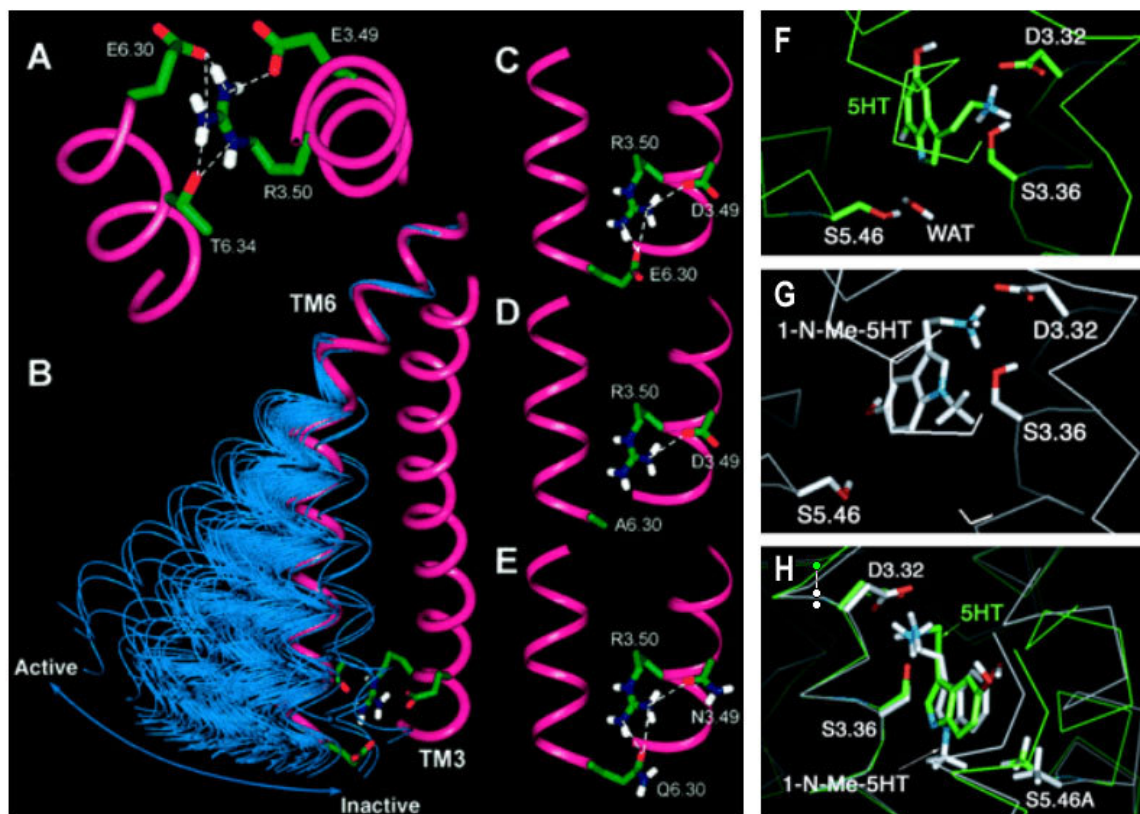 A
E6.30
E3.49
R3.50
T6.34
B
TM6
Active
TM3
Inactive
C
R3.50
D3.49
E6.30
D
R3.50
D3.49
A6.30
E
R3.50
N3.49
Q6.30
F
D3.32
5HT
S3.36
S5.46
WAT
G
1-N-Me-5HT
D3.32
S3.36
S5.46
H
D3.32
5HT
S3.36
1-N-Me-5HT
S5.46A